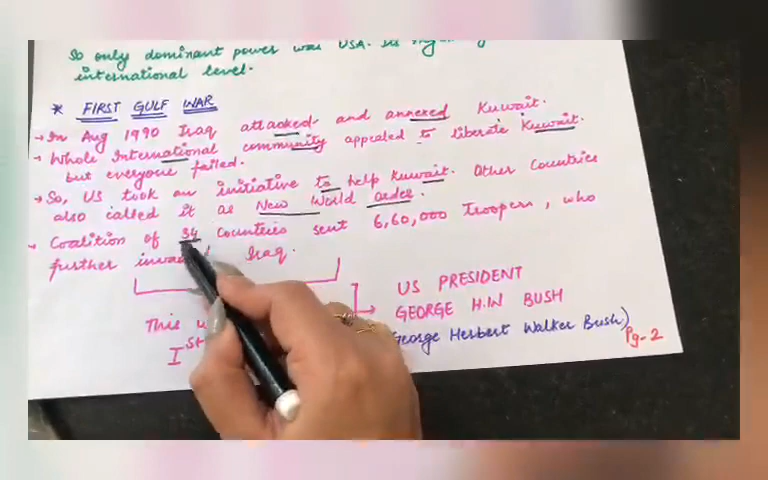 So only dominant power was USA.
international level.
* FIRST GULF WAR
→ In Aug 1990 Iraq attacked and annexed Kuwait.
→ Whole International community appealed to liberate Kuwait.
but everyone failed.
→ So, US took an initiative to help Kuwait. Other Countries
also called it as New World order.
→ Coalition of 34 Countries sent 6,60,000 Troopers, who
further Iraq.
US PRESIDENT
This
GEORGE H.W BUSH
Ist
(George Herbert Walker Bush)
Pg-2